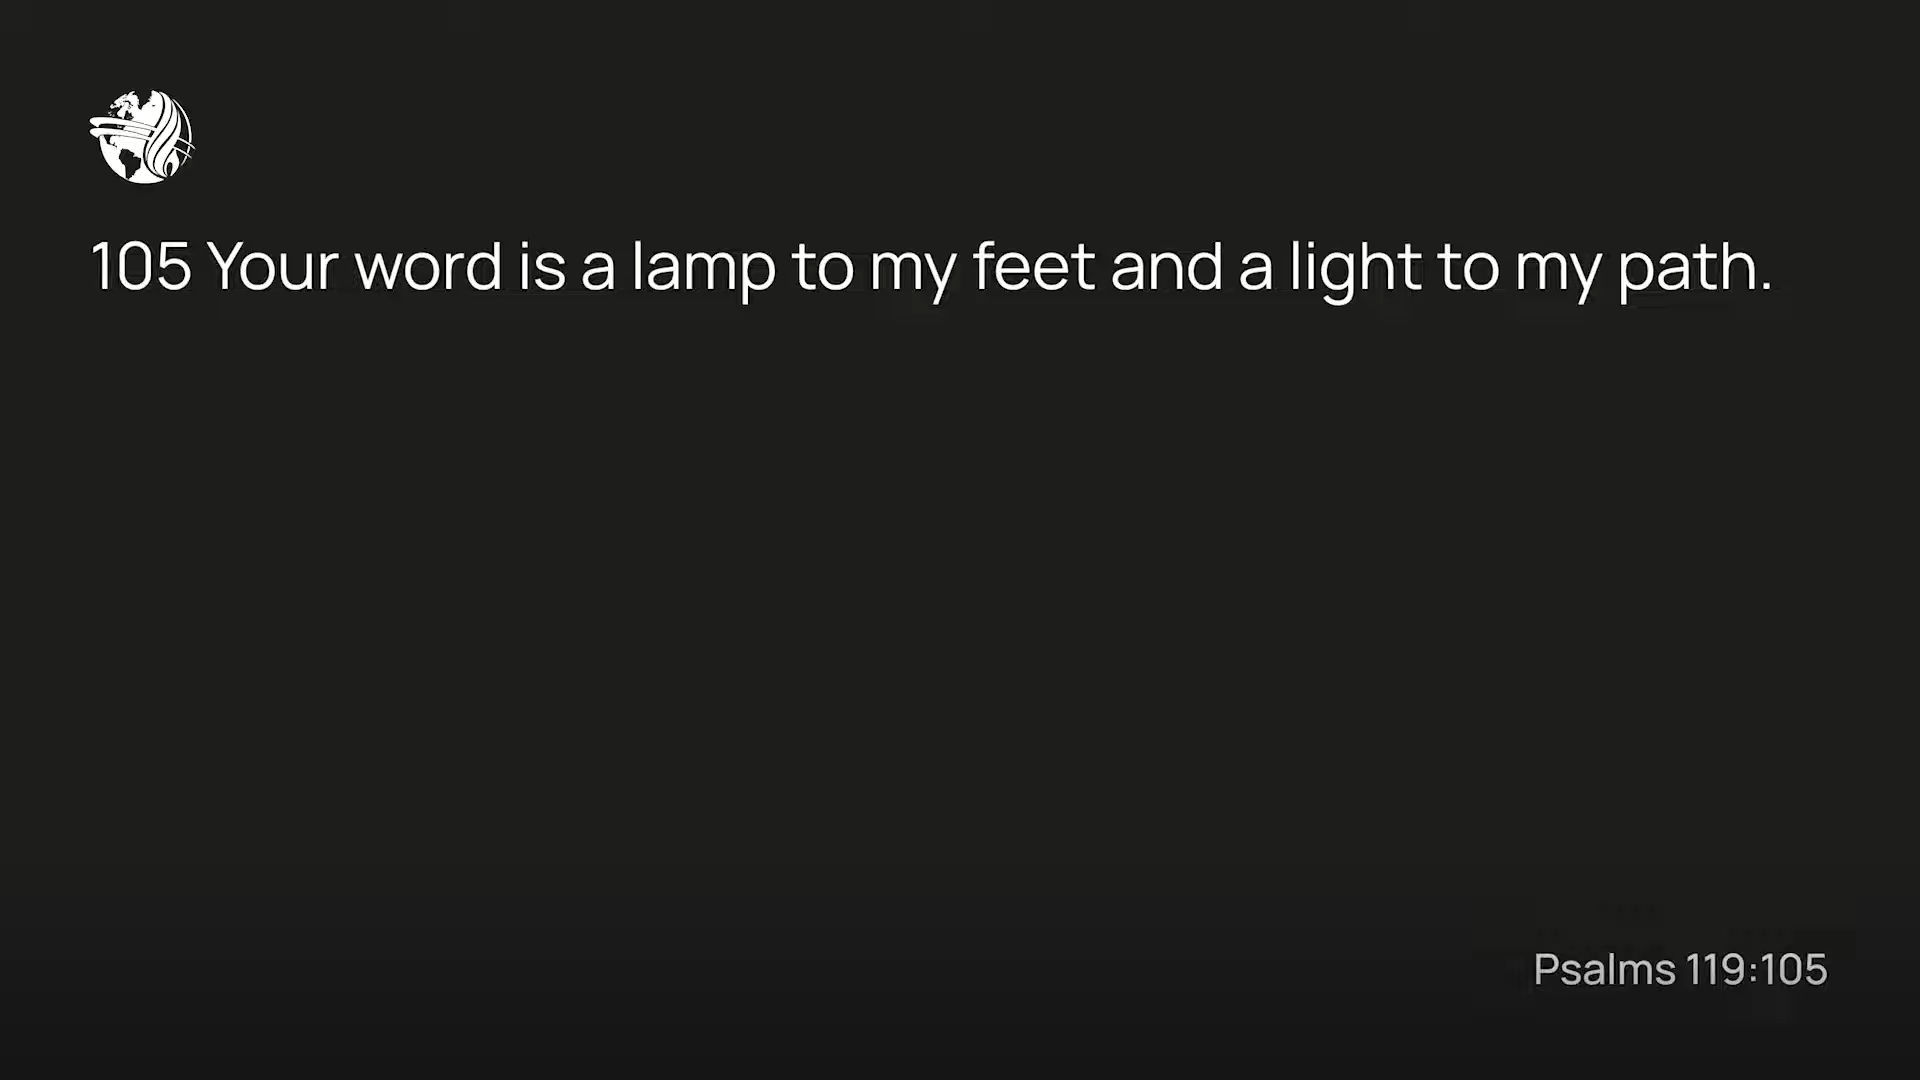 105 Your word is a lamp to my feet and a light to my path.
Psalms 119:105